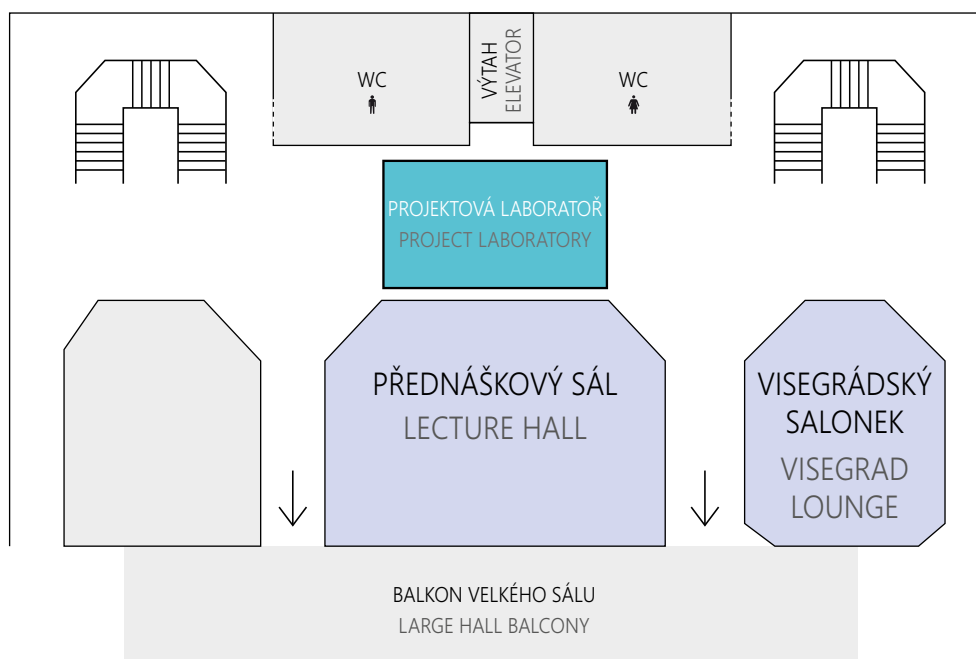 WC
VÝTAH
ELEVATOR
WC
PROJEKTOVÁ LABORATOŘ
PROJECT LABORATORY
PŘEDNÁŠKOVÝ SÁL
LECTURE HALL
VISEGRÁDSKÝ
SALONEK
VISEGRAD
LOUNGE
BALKON VELKÉHO SÁLU
LARGE HALL BALCONY